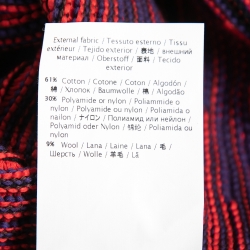 External fabric / Tessuto esterno / Tissu
extérieur / Tejido exterior / 表地 / внешний
материал / Oberstoff / 面料 / Tecido
exterior
61% Cotton / Cotone / Coton / Algodón /
綿 / Хлопок / Baumwolle / 棉 / Algodão
30% Polyamide or nylon / Poliammide o
nylon / Polyamide ou nylon / Poliamida o
nailon / ナイロン / Полиамид или нейлон /
Polyamid oder Nylon / 锦纶 / Poliamida ou
nylon
9% Wool / Lana / Laine / Lana / 毛 /
Шерсть / Wolle / 羊毛 / Lã